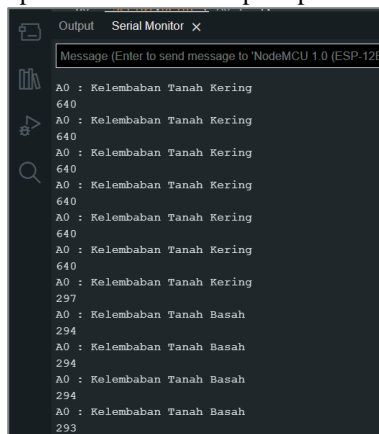 Output Serial Monitor
Message (Enter to send message to 'NodeMCU 1.0 (ESP-12E
A0 : Kelembaban Tanah Kering
640
A0 : Kelembaban Tanah Kering
640
A0 : Kelembaban Tanah Kering
640
A0 : Kelembaban Tanah Kering
640
A0 : Kelembaban Tanah Kering
640
A0 : Kelembaban Tanah Kering
640
A0 : Kelembaban Tanah Kering
297
A0 : Kelembaban Tanah Basah
294
A0 : Kelembaban Tanah Basah
294
A0 : Kelembaban Tanah Basah
294
A0 : Kelembaban Tanah Basah
293